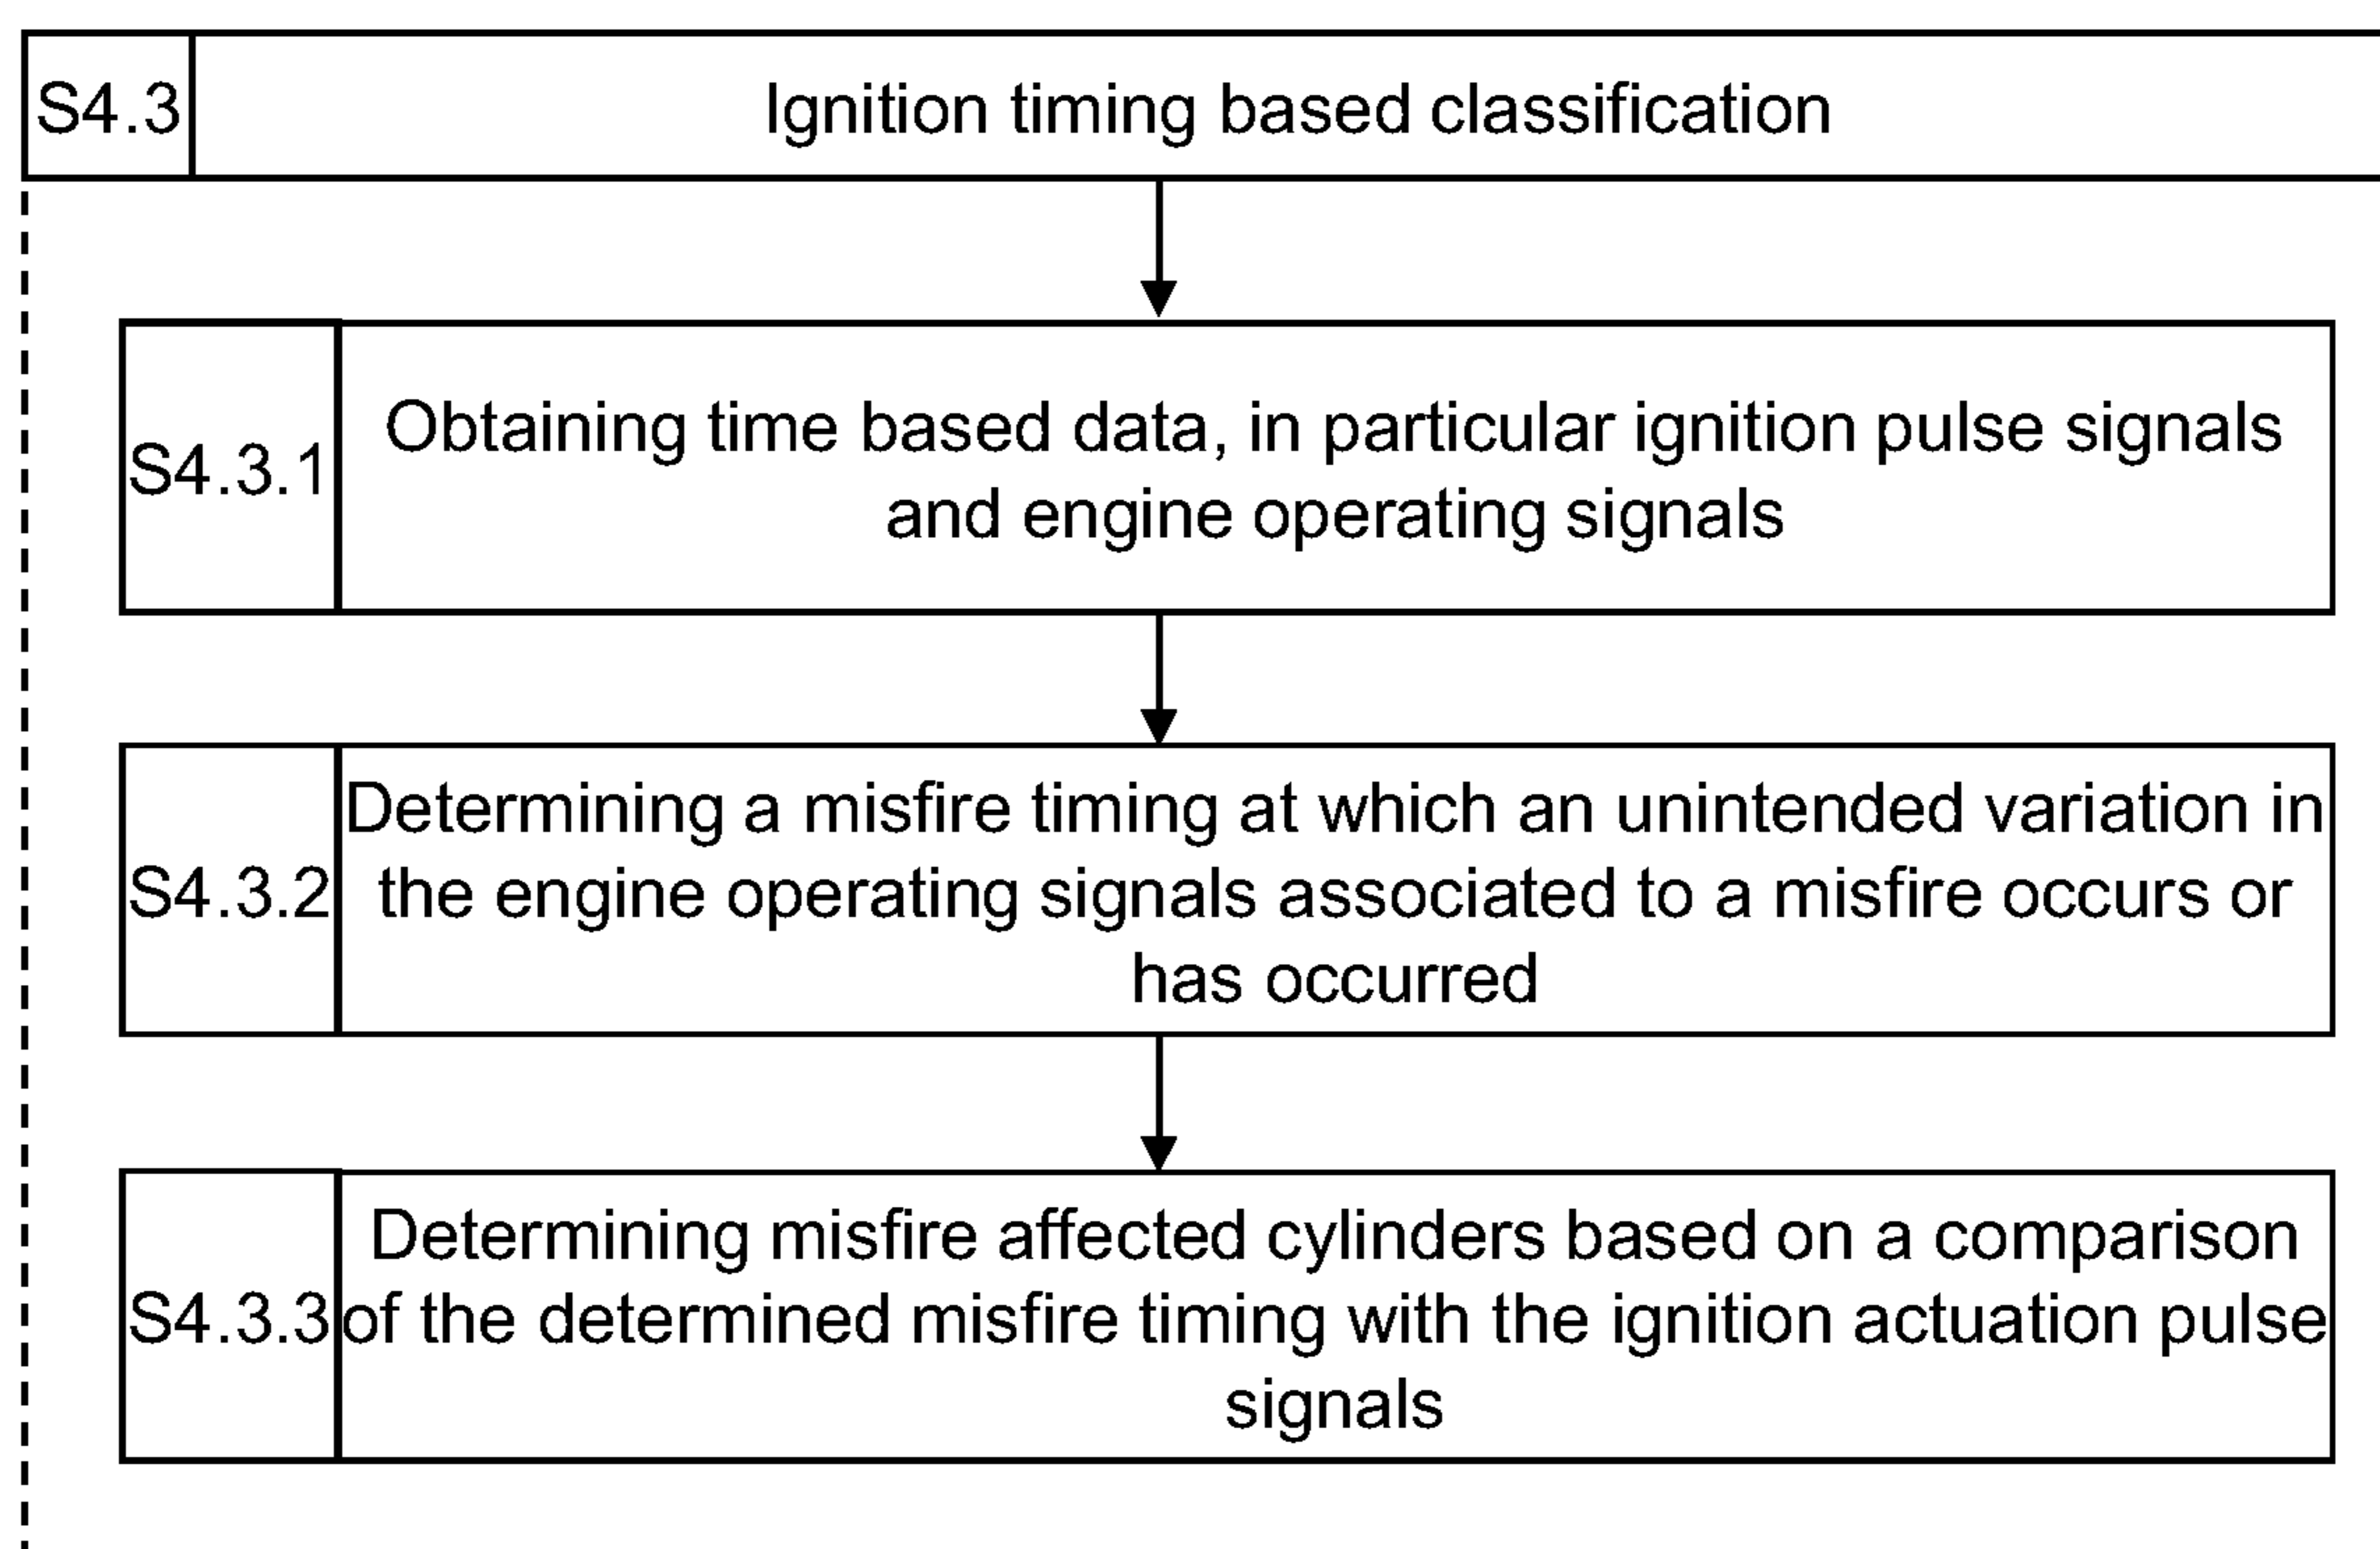 S4.3
Ignition timing based classification
S4.3.1
Obtaining time based data, in particular ignition pulse signals
and engine operating signals
S4.3.2
Determining a misfire timing at which an unintended variation in
the engine operating signals associated to a misfire occurs or
has occurred
S4.3.3
Determining misfire affected cylinders based on a comparison
of the determined misfire timing with the ignition actuation pulse
signals